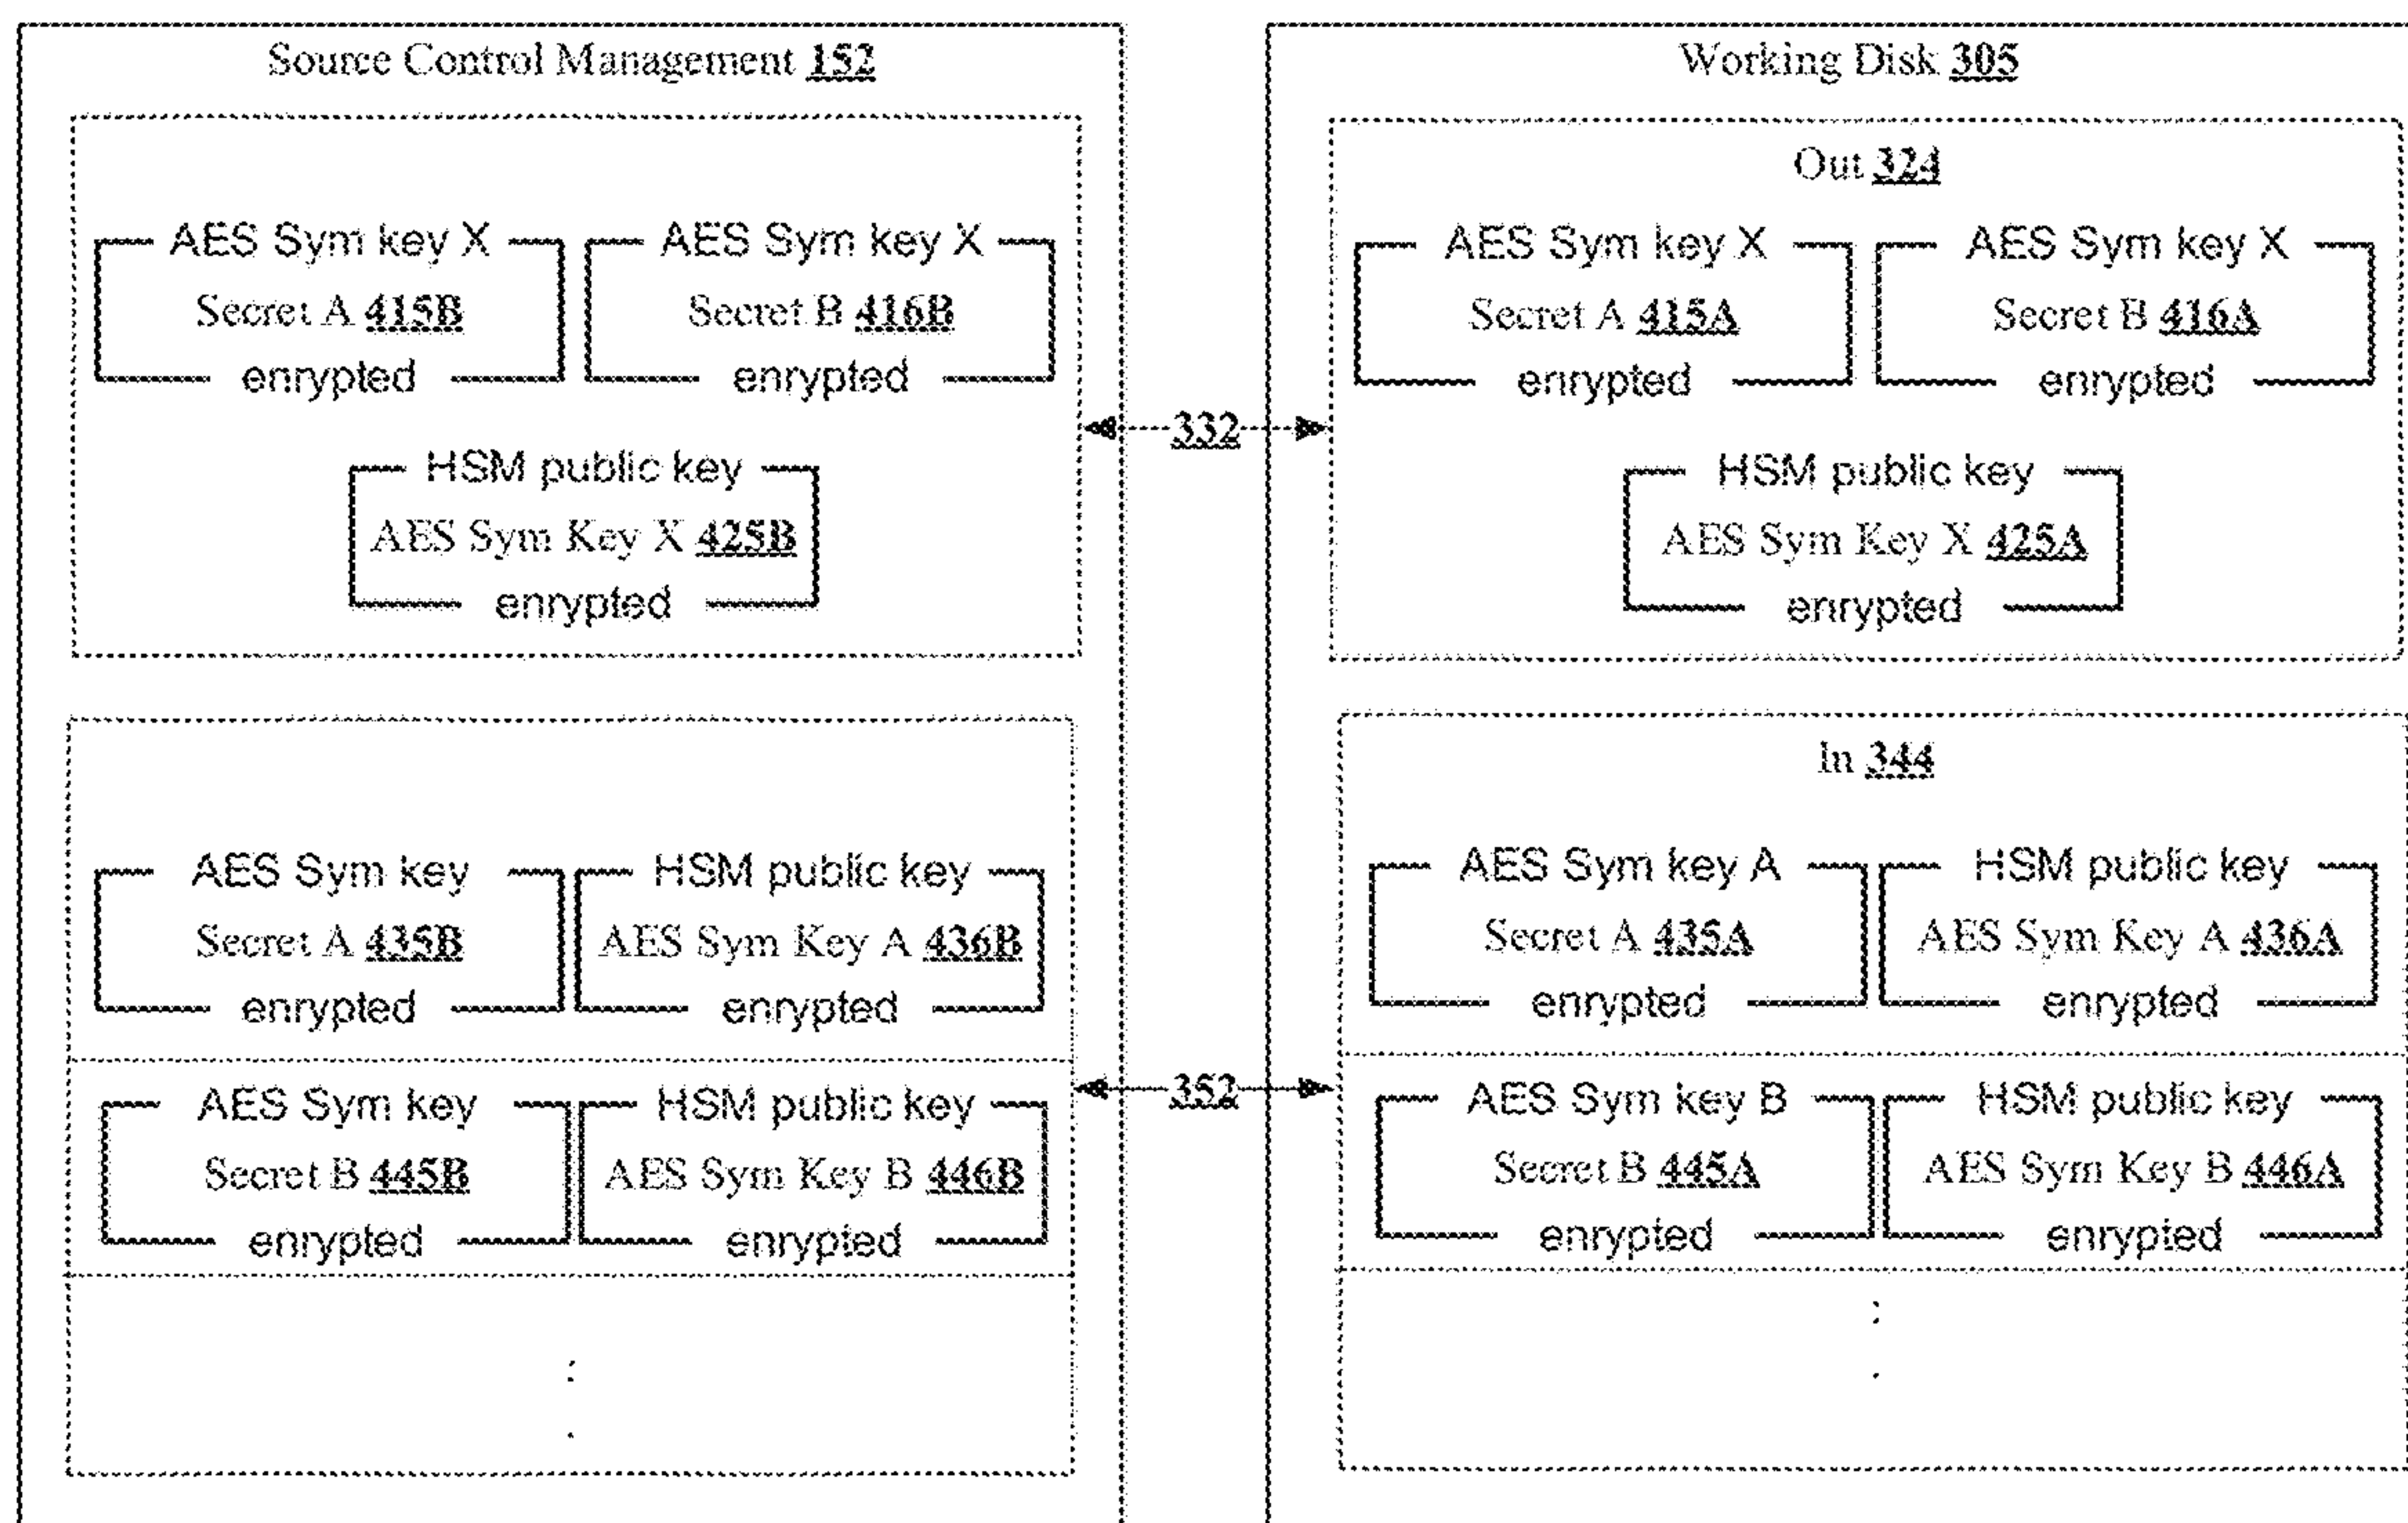 Source Control Management 152
AES Sym key X
Secret A 415B
enrypted
AES Sym key X
Secret B 416B
enrypted
HSM public key
AES Sym Key X 425B
enrypted
AES Sym key
Secret A 435B
enrypted
HSM public key
AES Sym Key A 436B
enrypted
AES Sym key
Secret B 445B
enrypted
HSM public key
AES Sym Key B 446B
enrypted
332
352
Working Disk 305
Out 324
AES Sym key X
Secret A 415A
enrypted
AES Sym key X
Secret B 416A
enrypted
HSM public key
AES Sym Key X 425A
enrypted
In 344
AES Sym key A
Secret A 435A
enrypted
HSM public key
AES Sym Key A 436A
enrypted
AES Sym key B
Secret B 445A
enrypted
HSM public key
AES Sym Key B 446A
enrypted